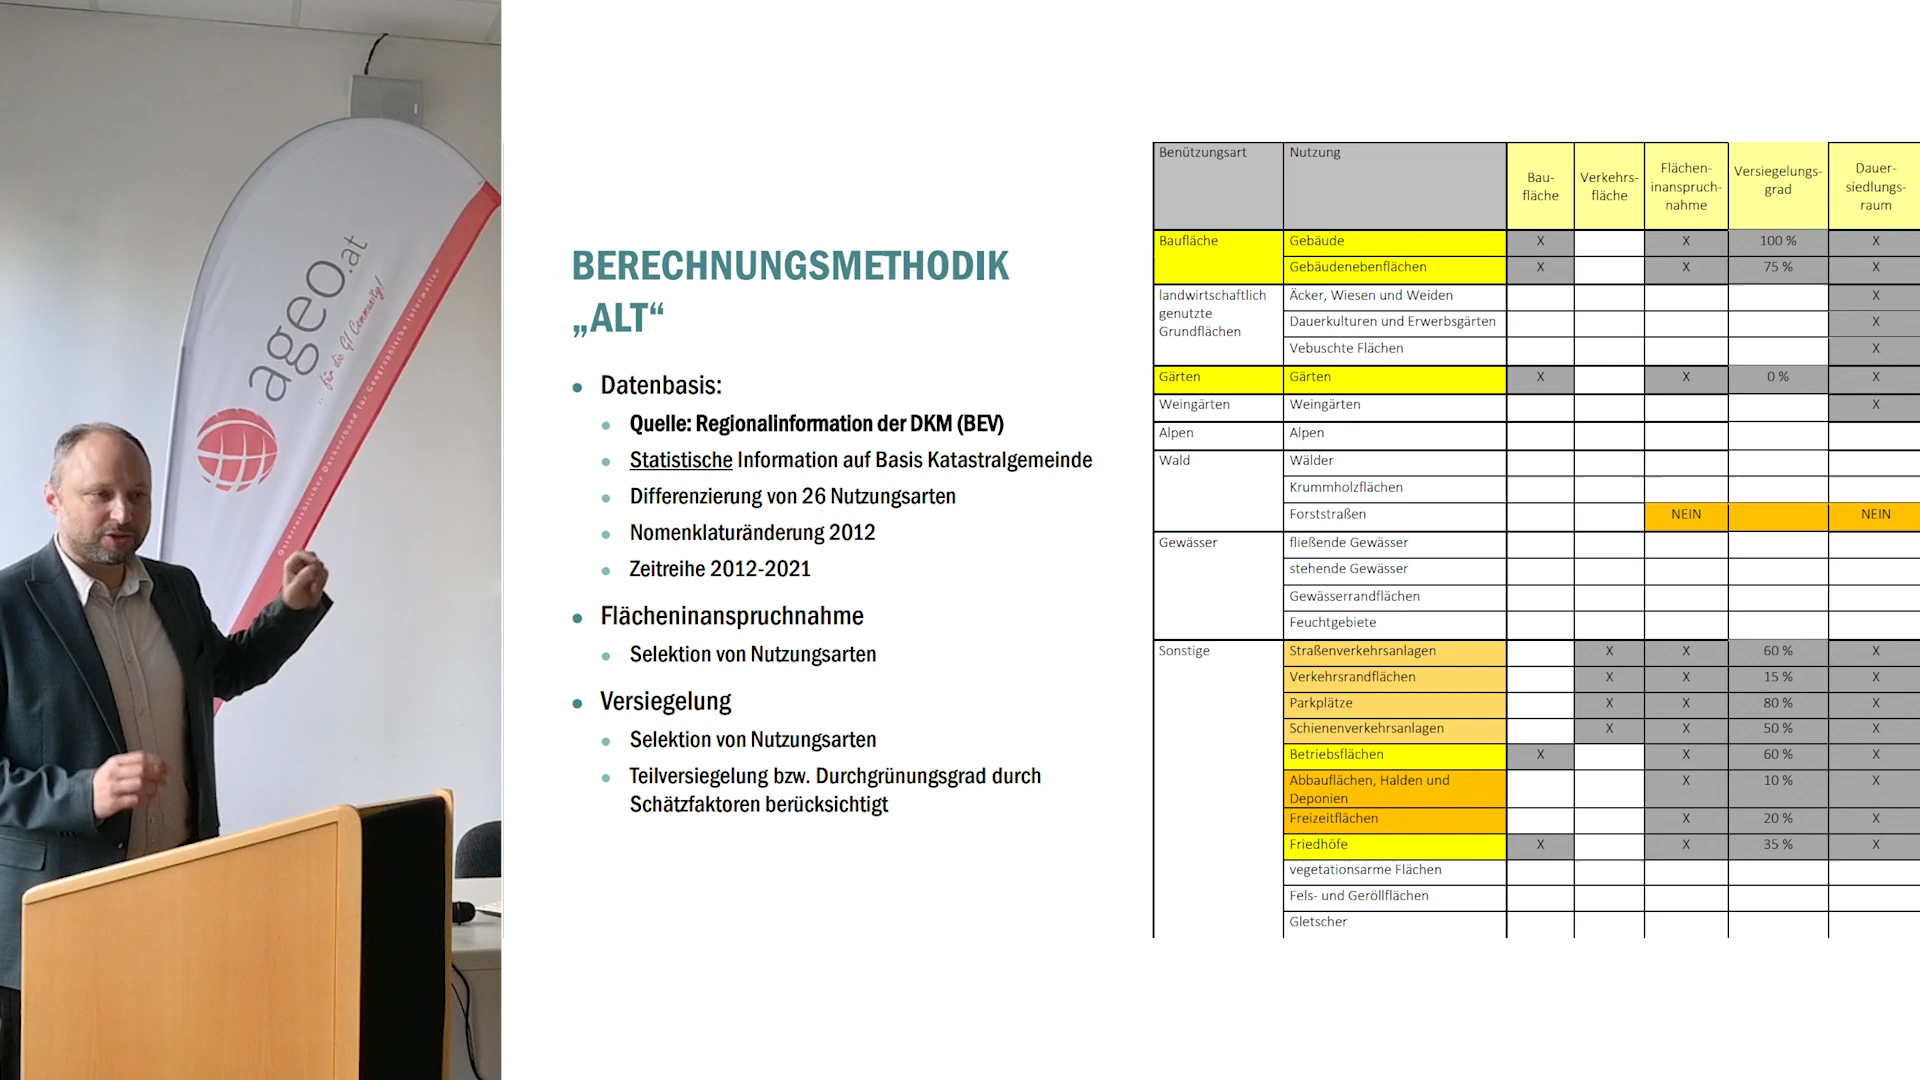 ageo.at
... für die GI Community!
Österreichischer Dachverband für Geographische Information
BERECHNUNGSMETHODIK
„ALT“
Datenbasis:
Quelle: Regionalinformation der DKM (BEV)
Statistische Information auf Basis Katastralgemeinde
Differenzierung von 26 Nutzungsarten
Nomenklaturänderung 2012
Zeitreihe 2012-2021
Flächeninanspruchnahme
Selektion von Nutzungsarten
Versiegelung
Selektion von Nutzungsarten
Teilversiegelung bzw. Durchgrünungsgrad durch
Schätzfaktoren berücksichtigt
Benützungsart Nutzung Bau-
fläche Verkehrs-
fläche Flächen-
inanspruch-
nahme Versiegelungs-
grad Dauer-
siedlungs-
raum
Baufläche Gebäude X X 100 % X
Gebäudenebenflächen X X 75 % X
landwirtschaftlich
genutzte
Grundflächen
Äcker, Wiesen und Weiden X
Dauerkulturen und Erwerbsgärten X
Vebuschte Flächen X
Gärten Gärten X X 0 % X
Weingärten Weingärten X
Alpen Alpen
Wald Wälder
Krummholzflächen
Forststraßen NEIN NEIN
Gewässer fließende Gewässer
stehende Gewässer
Gewässerrandflächen
Feuchtgebiete
Sonstige Straßenverkehrsanlagen X X 60 % X
Verkehrsrandflächen X X 15 % X
Parkplätze X X 80 % X
Schienenverkehrsanlagen X X 50 % X
Betriebsflächen X X 60 % X
Abbauflächen, Halden und
Deponien X 10 % X
Freizeitflächen X 20 % X
Friedhöfe X X 35 % X
vegetationsarme Flächen
Fels- und Geröllflächen
Gletscher